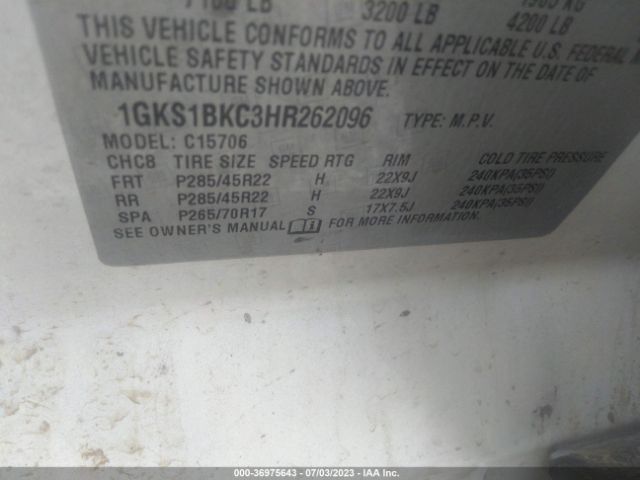 3200 LB
4200 LB
THIS VEHICLE CONFORMS TO ALL APPLICABLE U.S. FEDERAL
VEHICLE SAFETY STANDARDS IN EFFECT ON THE DATE OF
MANUFACTURE SHOWN ABOVE.
1GKS1BKC3HR262096 TYPE: M.P.V.
MODEL: C15706
CHCB TIRE SIZE SPEED RTG RIM COLD TIRE PRESSURE
FRT P285/45R22 H 22X9J 240KPA(35PSI)
RR P285/45R22 H 22X9J 240KPA(35PSI)
SPA P265/70R17 S 17X7.5J 240KPA(35PSI)
SEE OWNER'S MANUAL FOR MORE INFORMATION.
000-36975643 - 07/03/2023 - IAA Inc.